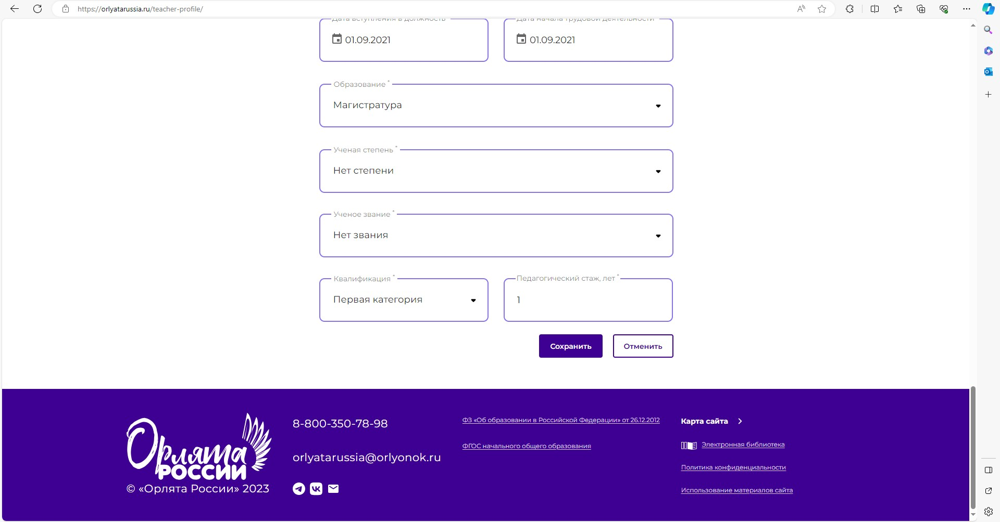 https://orlyatarussia.ru/teacher-profile/
Дата вступления в должность
Дата начала трудовой деятельности
01.09.2021
01.09.2021
Образование *
Магистратура
Ученая степень *
Нет степени
Ученое звание *
Нет звания
Квалификация *
Педагогический стаж, лет *
Первая категория
1
Сохранить
Отменить
Орлята
РОССИИ
© «Орлята России» 2023
8-800-350-78-98
orlyatarussia@orlyonok.ru
ФЗ «Об образовании в Российской Федерации» от 26.12.2012
ФГОС начального общего образования
Карта сайта
Электронная библиотека
Политика конфиденциальности
Использование материалов сайта